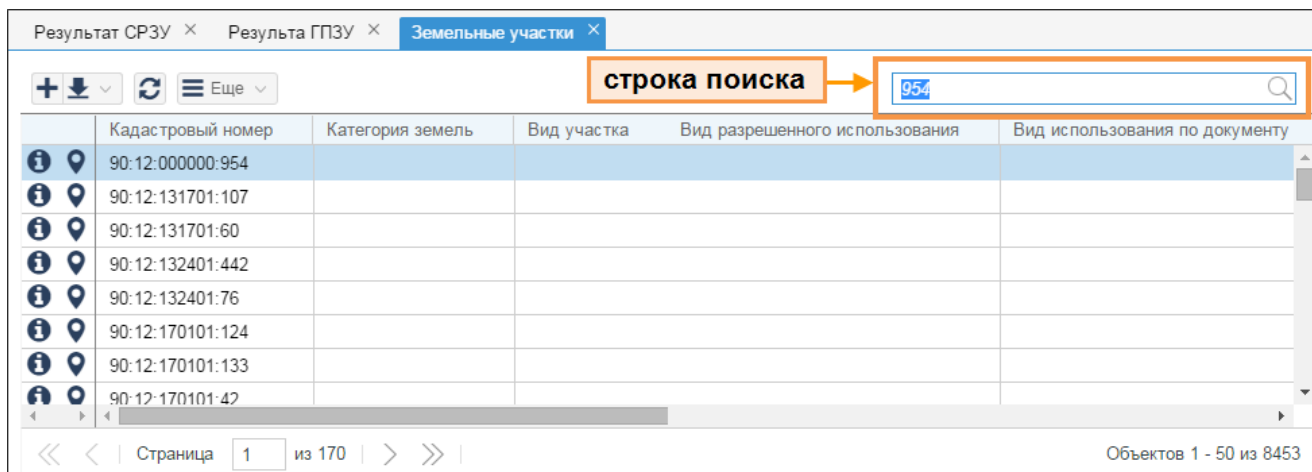 Результат СРЗУ × Результа ГПЗУ × Земельные участки ×
Еще строка поиска 954
Кадастровый номер Категория земель Вид участка Вид разрешенного использования Вид использования по документу
90:12:000000:954
90:12:131701:107
90:12:131701:60
90:12:132401:442
90:12:132401:76
90:12:170101:124
90:12:170101:133
90:12:170101:42
Страница 1 из 170 Объектов 1 - 50 из 8453